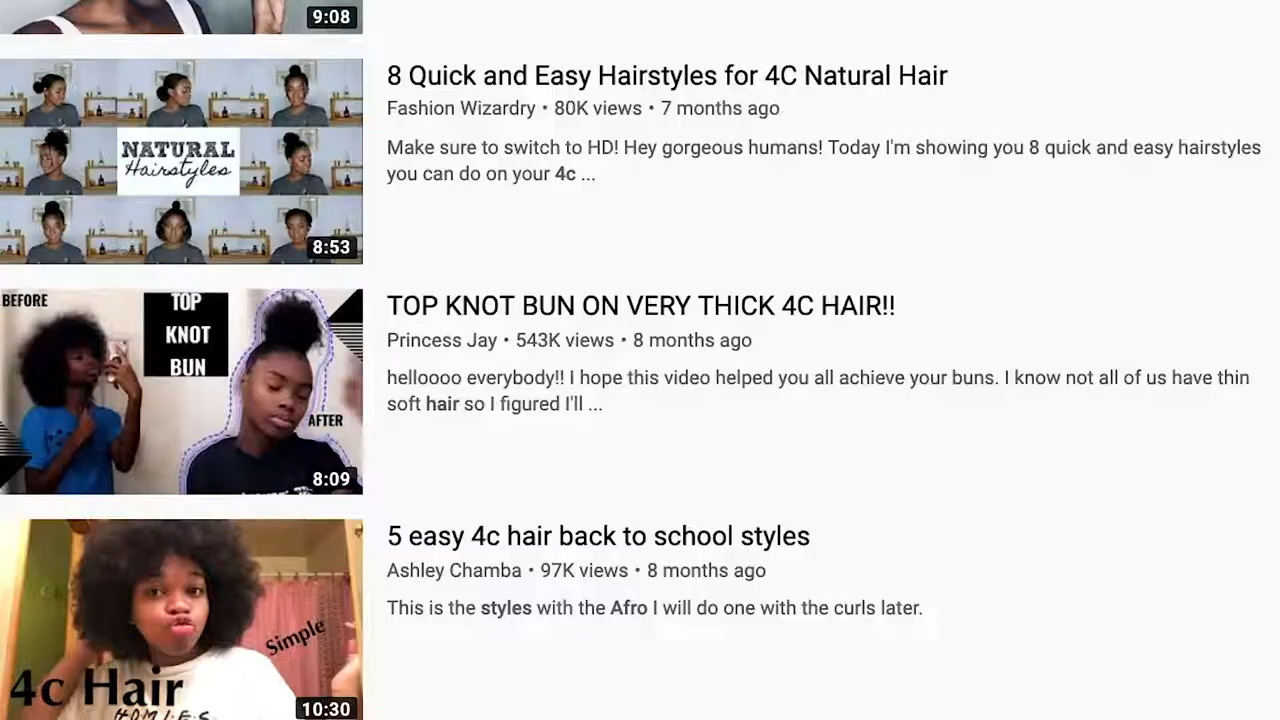 9:08
8 Quick and Easy Hairstyles for 4C Natural Hair
Fashion Wizardry • 80K views • 7 months ago
Make sure to switch to HD! Hey gorgeous humans! Today I'm showing you 8 quick and easy hairstyles
you can do on your 4c ...
NATURAL
Hairstyles
8:53
TOP KNOT BUN ON VERY THICK 4C HAIR!!
Princess Jay • 543K views • 8 months ago
helloooo everybody!! I hope this video helped you all achieve your buns. I know not all of us have thin
soft hair so I figured I'll ...
BEFORE
TOP
KNOT
BUN
AFTER
8:09
5 easy 4c hair back to school styles
Ashley Chamba • 97K views • 8 months ago
This is the styles with the Afro I will do one with the curls later.
Simple
4c Hair
10:30